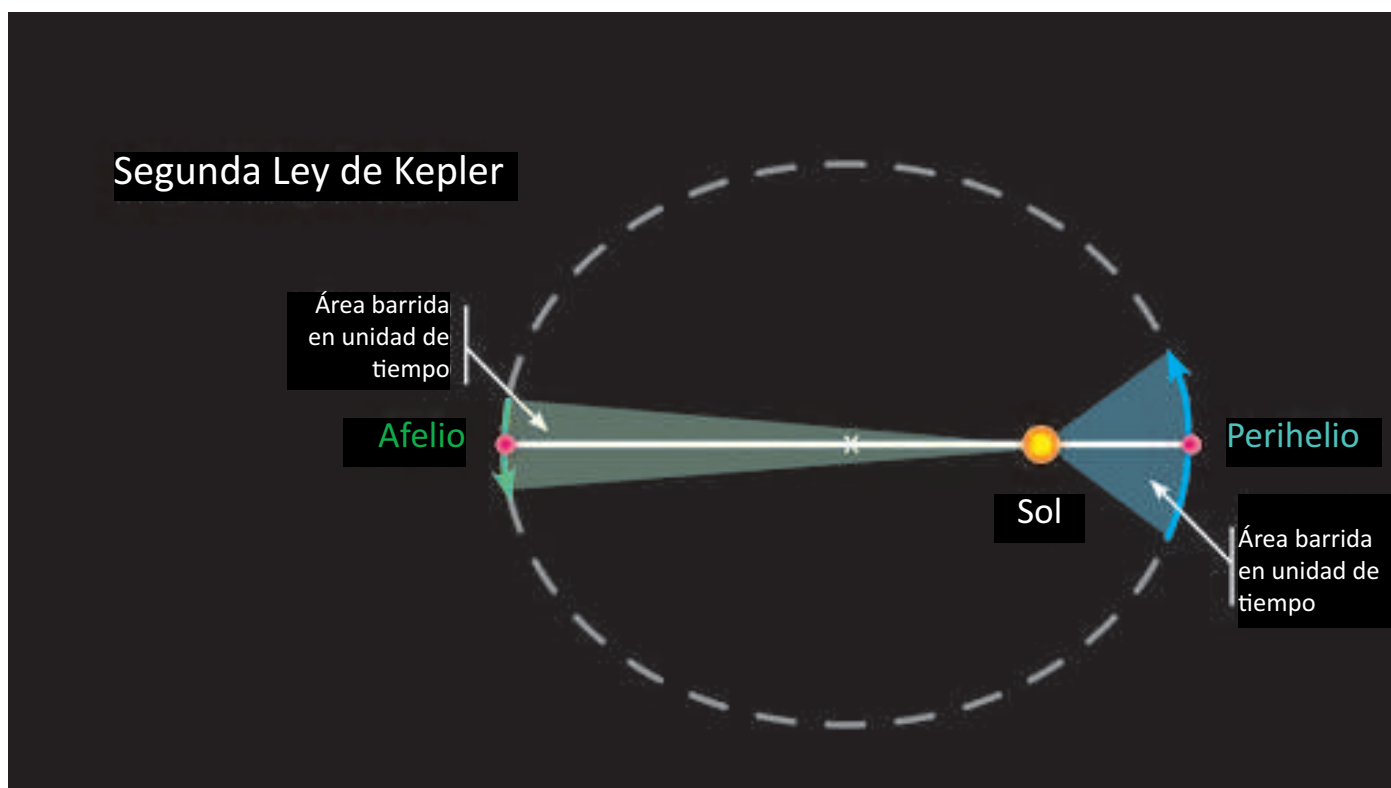 Segunda Ley de Kepler
Área barrida
en unidad de
tiempo
Afelio
Perihelio
Sol
Área barrida
en unidad de
tiempo